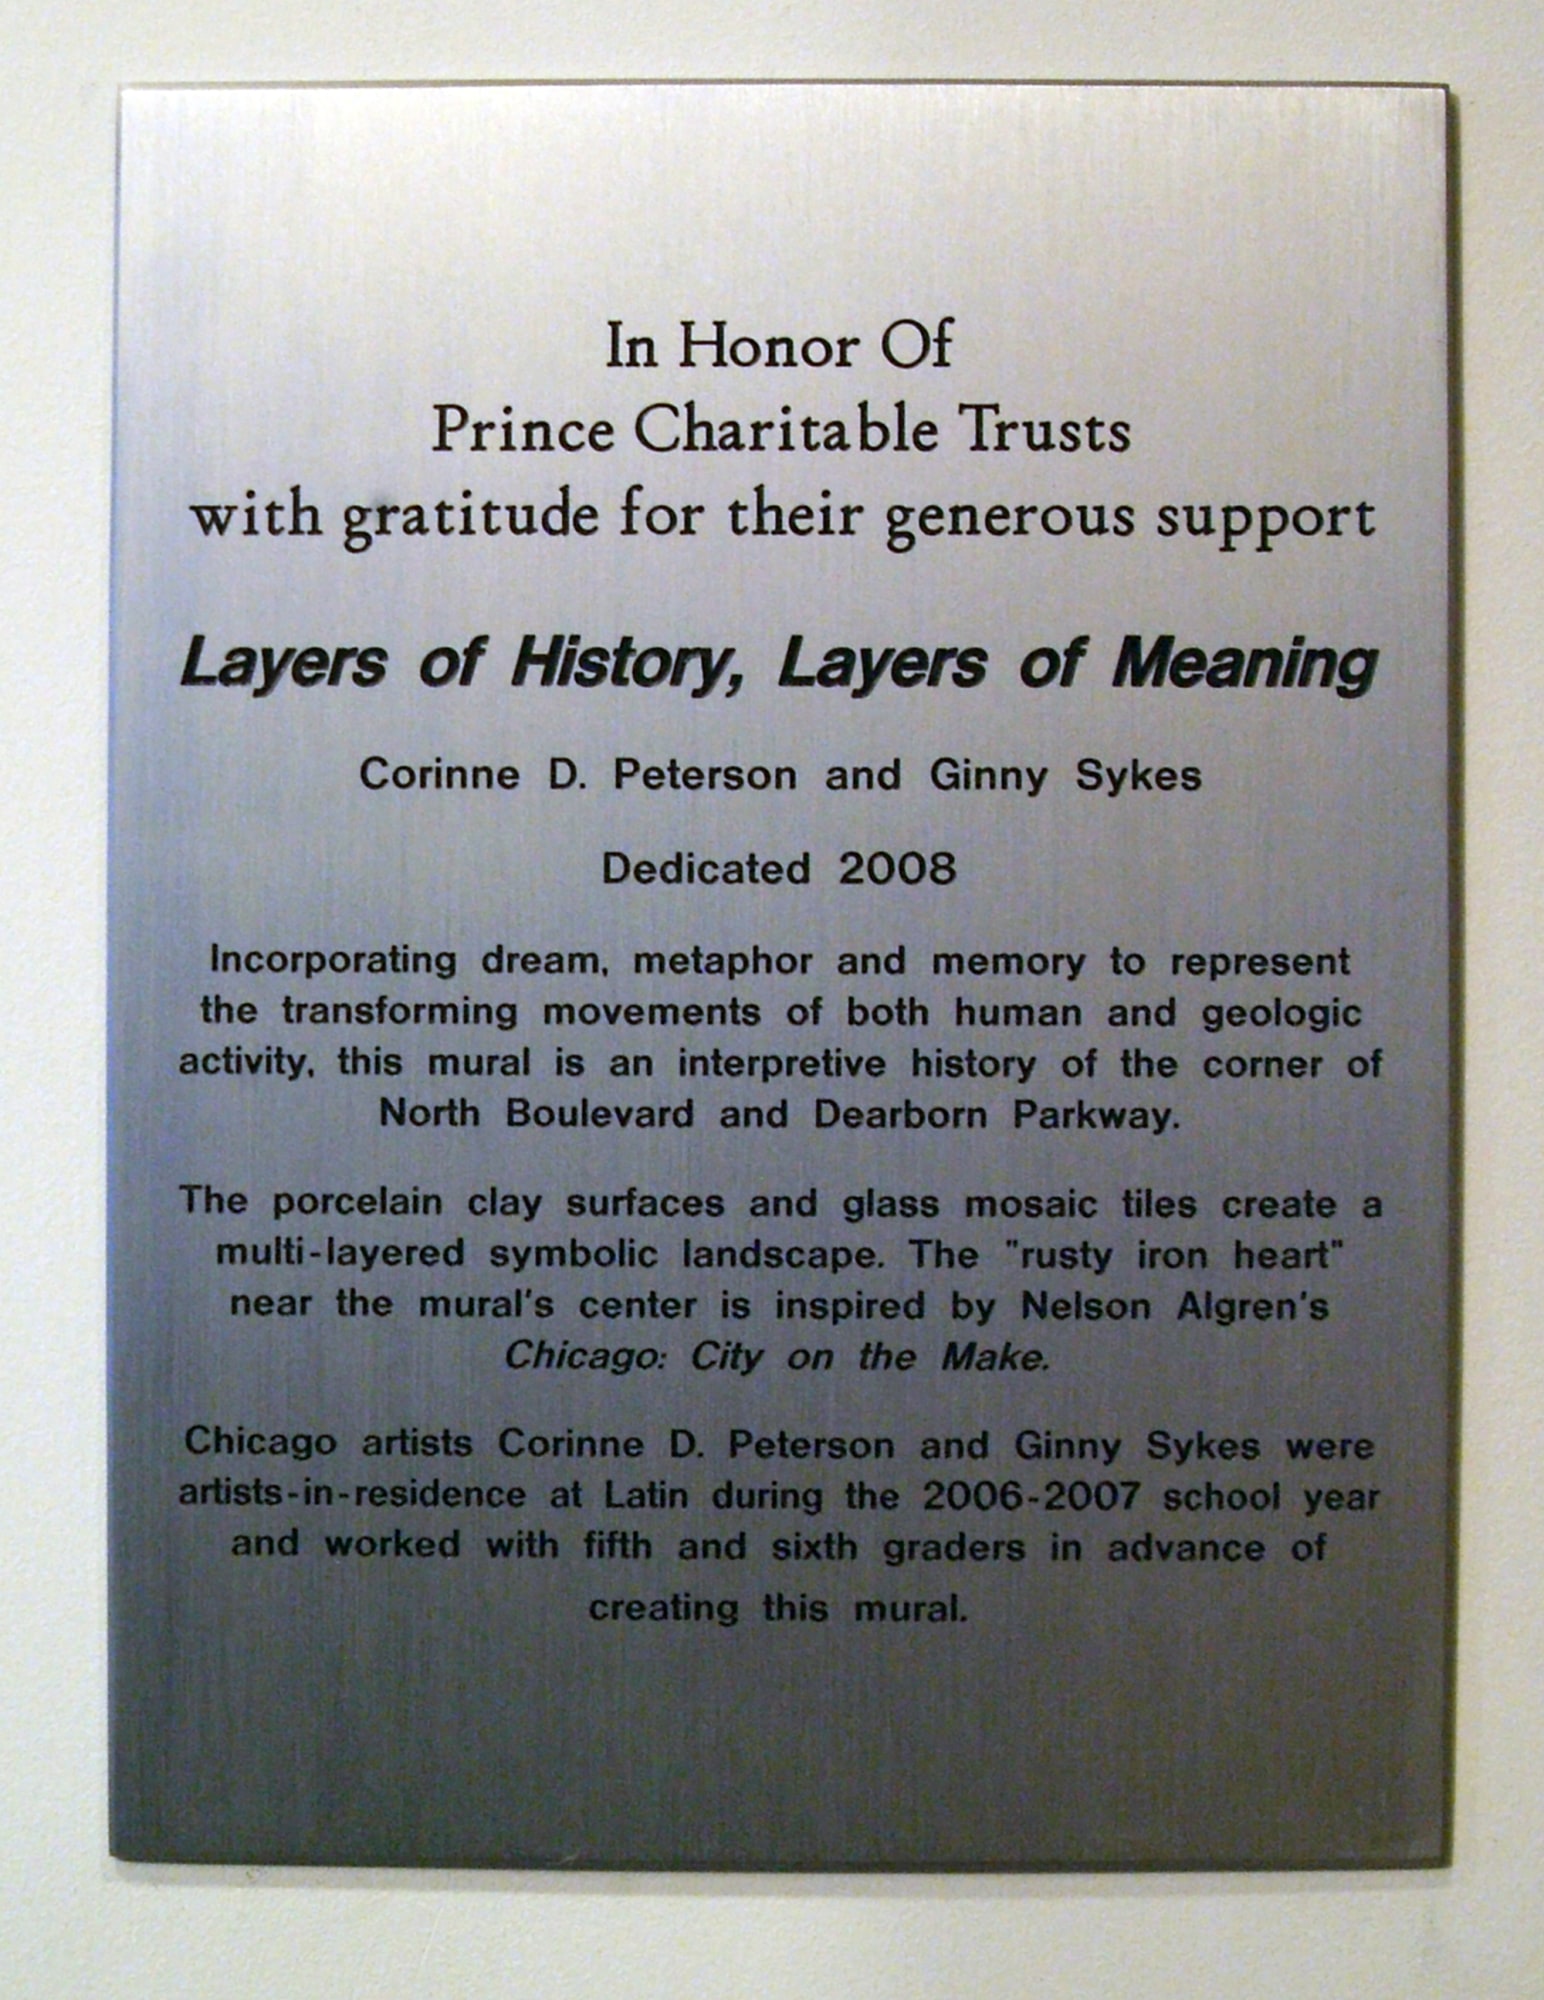 In Honor Of
Prince Charitable Trusts
with gratitude for their generous support
Layers of History, Layers of Meaning
Corinne D. Peterson and Ginny Sykes
Dedicated 2008
Incorporating dream, metaphor and memory to represent
the transforming movements of both human and geologic
activity, this mural is an interpretive history of the corner of
North Boulevard and Dearborn Parkway.
The porcelain clay surfaces and glass mosaic tiles create a
multi-layered symbolic landscape. The "rusty iron heart"
near the mural's center is inspired by Nelson Algren's
Chicago: City on the Make.
Chicago artists Corinne D. Peterson and Ginny Sykes were
artists-in-residence at Latin during the 2006-2007 school year
and worked with fifth and sixth graders in advance of
creating this mural.